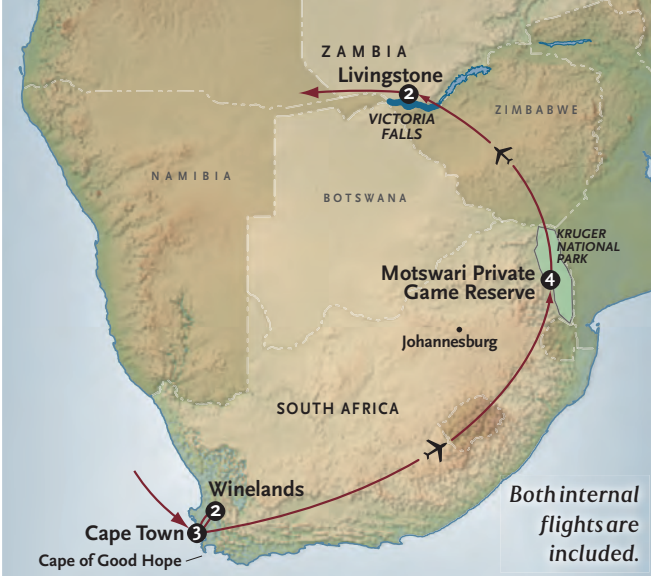 ZAMBIA
Livingstone
2
VICTORIA
FALLS
ZIMBABWE
NAMIBIA
BOTSWANA
KRUGER
NATIONAL
PARK
Motswari Private
Game Reserve
4
Johannesburg
SOUTH AFRICA
Winelands
2
Cape Town
3
Cape of Good Hope
Both internal
flights are
included.